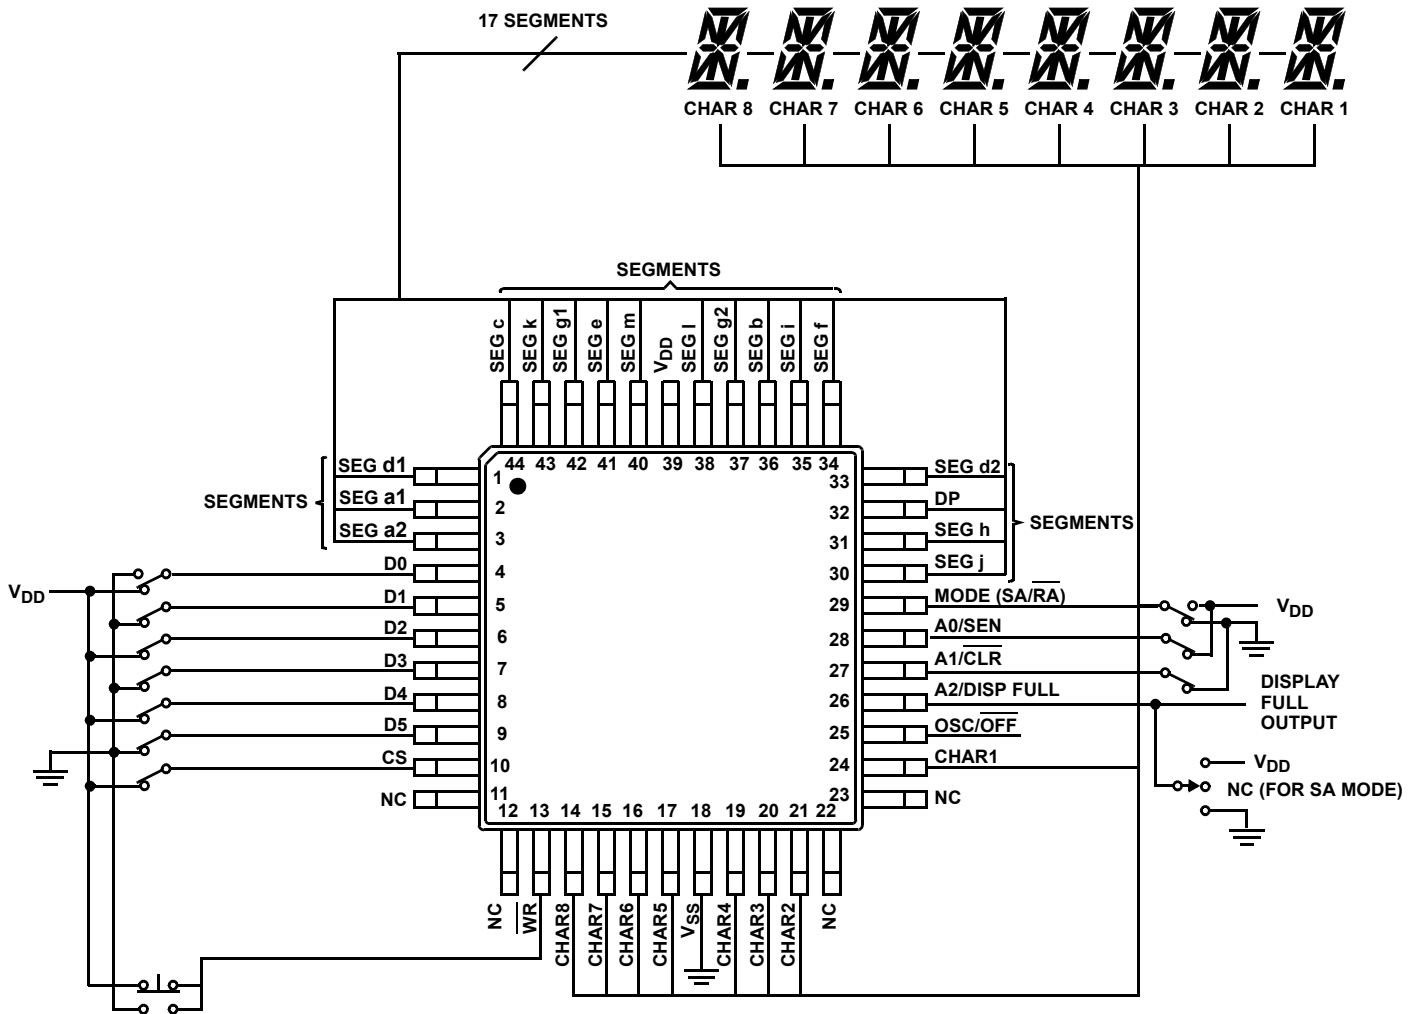 17 SEGMENTS
CHAR 8 CHAR 7 CHAR 6 CHAR 5 CHAR 4 CHAR 3 CHAR 2 CHAR 1
SEGMENTS
SEG c
SEG k
SEG g1
SEG e
SEG m
VDD
SEG l
SEG g2
SEG b
SEG i
SEG f
44 43 42 41 40 39 38 37 36 35 34
SEGMENTS
SEG d1 1
SEG a1 2
SEG a2 3
D0 4
D1 5
D2 6
D3 7
D4 8
D5 9
CS 10
NC 11
VDD
33 SEG d2
32 DP
31 SEG h
30 SEG j
SEGMENTS
29 MODE (SA/R̅A̅)
28 A0/SEN
27 A1/C̅L̅R̅
26 A2/DISP FULL
25 OSC/O̅F̅F̅
24 CHAR1
23 NC
VDD
DISPLAY
FULL
OUTPUT
VDD
NC (FOR SA MODE)
12 13 14 15 16 17 18 19 20 21 22
NC
W̅R̅
CHAR8
CHAR7
CHAR6
CHAR5
VSS
CHAR4
CHAR3
CHAR2
NC